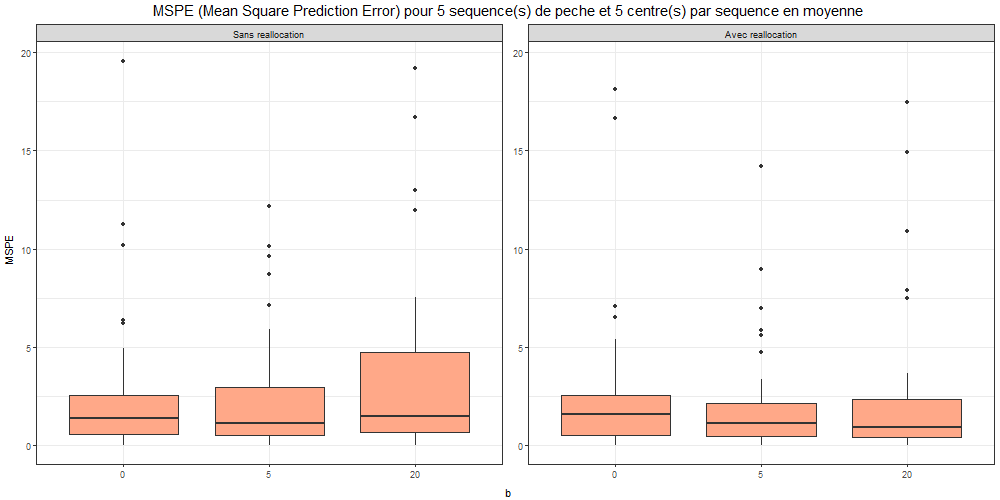 MSPE (Mean Square Prediction Error) pour 5 sequence(s) de peche et 5 centre(s) par sequence en moyenne
Sans reallocation
Avec reallocation
MSPE
20
15
10
5
0
20
15
10
5
0
0 5 20
0 5 20
b